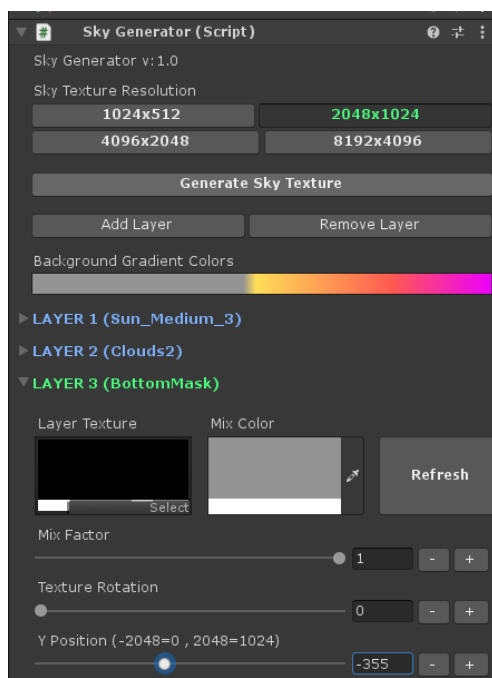 Sky Generator (Script)
Sky Generator v:1.0
Sky Texture Resolution
1024x512 2048x1024
4096x2048 8192x4096
Generate Sky Texture
Add Layer Remove Layer
Background Gradient Colors
LAYER 1 (Sun_Medium_3)
LAYER 2 (Clouds2)
LAYER 3 (BottomMask)
Layer Texture Mix Color
Select Refresh
Mix Factor
1 - +
Texture Rotation
0 - +
Y Position (-2048=0 , 2048=1024)
-355 - +